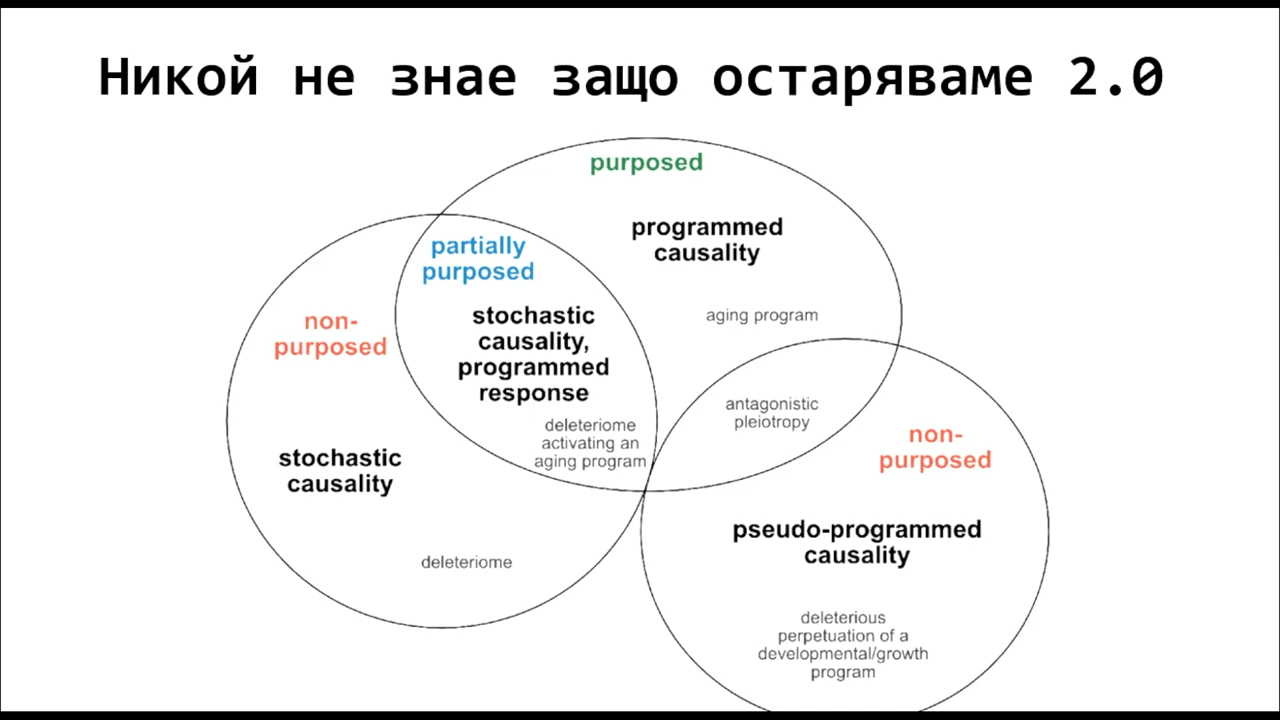 Никой не знае защо остаряваме 2.0
purposed
programmed
causality
aging program
partially
purposed
stochastic
causality,
programmed
response
deleteriome
activating an
aging program
non-
purposed
stochastic
causality
deleteriome
antagonistic
pleiotropy
non-
purposed
pseudo-programmed
causality
deleterious
perpetuation of a
developmental/growth
program